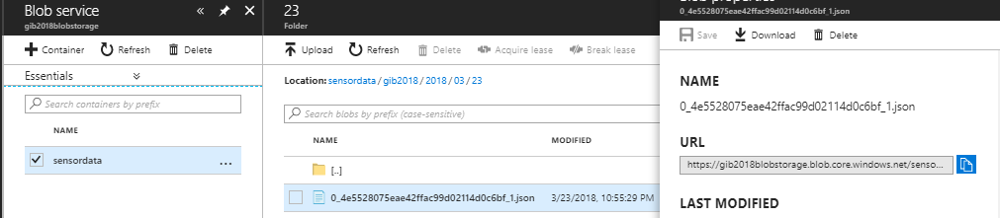 Blob service
gib2018blobstorage
Container
Refresh
Delete
Essentials
Search containers by prefix
NAME
sensordata
...
23
Folder
Upload
Refresh
Delete
Acquire lease
Break lease
Location: sensordata / gib2018 / 2018 / 03 / 23
Search blobs by prefix (case-sensitive)
NAME MODIFIED
[..]
0_4e5528075eae42ffac99d02114d0c6bf_1.json 3/23/2018, 10:55:29 PM
0_4e5528075eae42ffac99d02114d0c6bf_1.json
Save
Download
Delete
NAME
0_4e5528075eae42ffac99d02114d0c6bf_1.json
URL
https://gib2018blobstorage.blob.core.windows.net/senso...
LAST MODIFIED